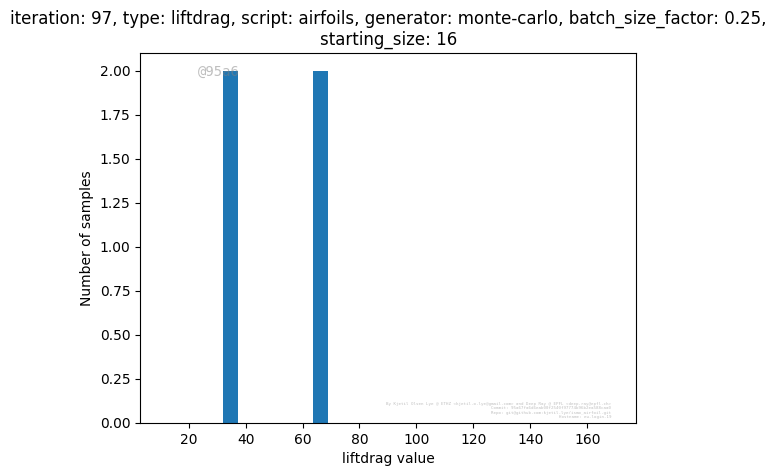 iteration: 97, type: liftdrag, script: airfoils, generator: monte-carlo, batch_size_factor: 0.25,
starting_size: 16
@95a6
2.00
1.75
1.50
1.25
1.00
0.75
0.50
0.25
0.00
Number of samples
20 40 60 80 100 120 140 160
liftdrag value